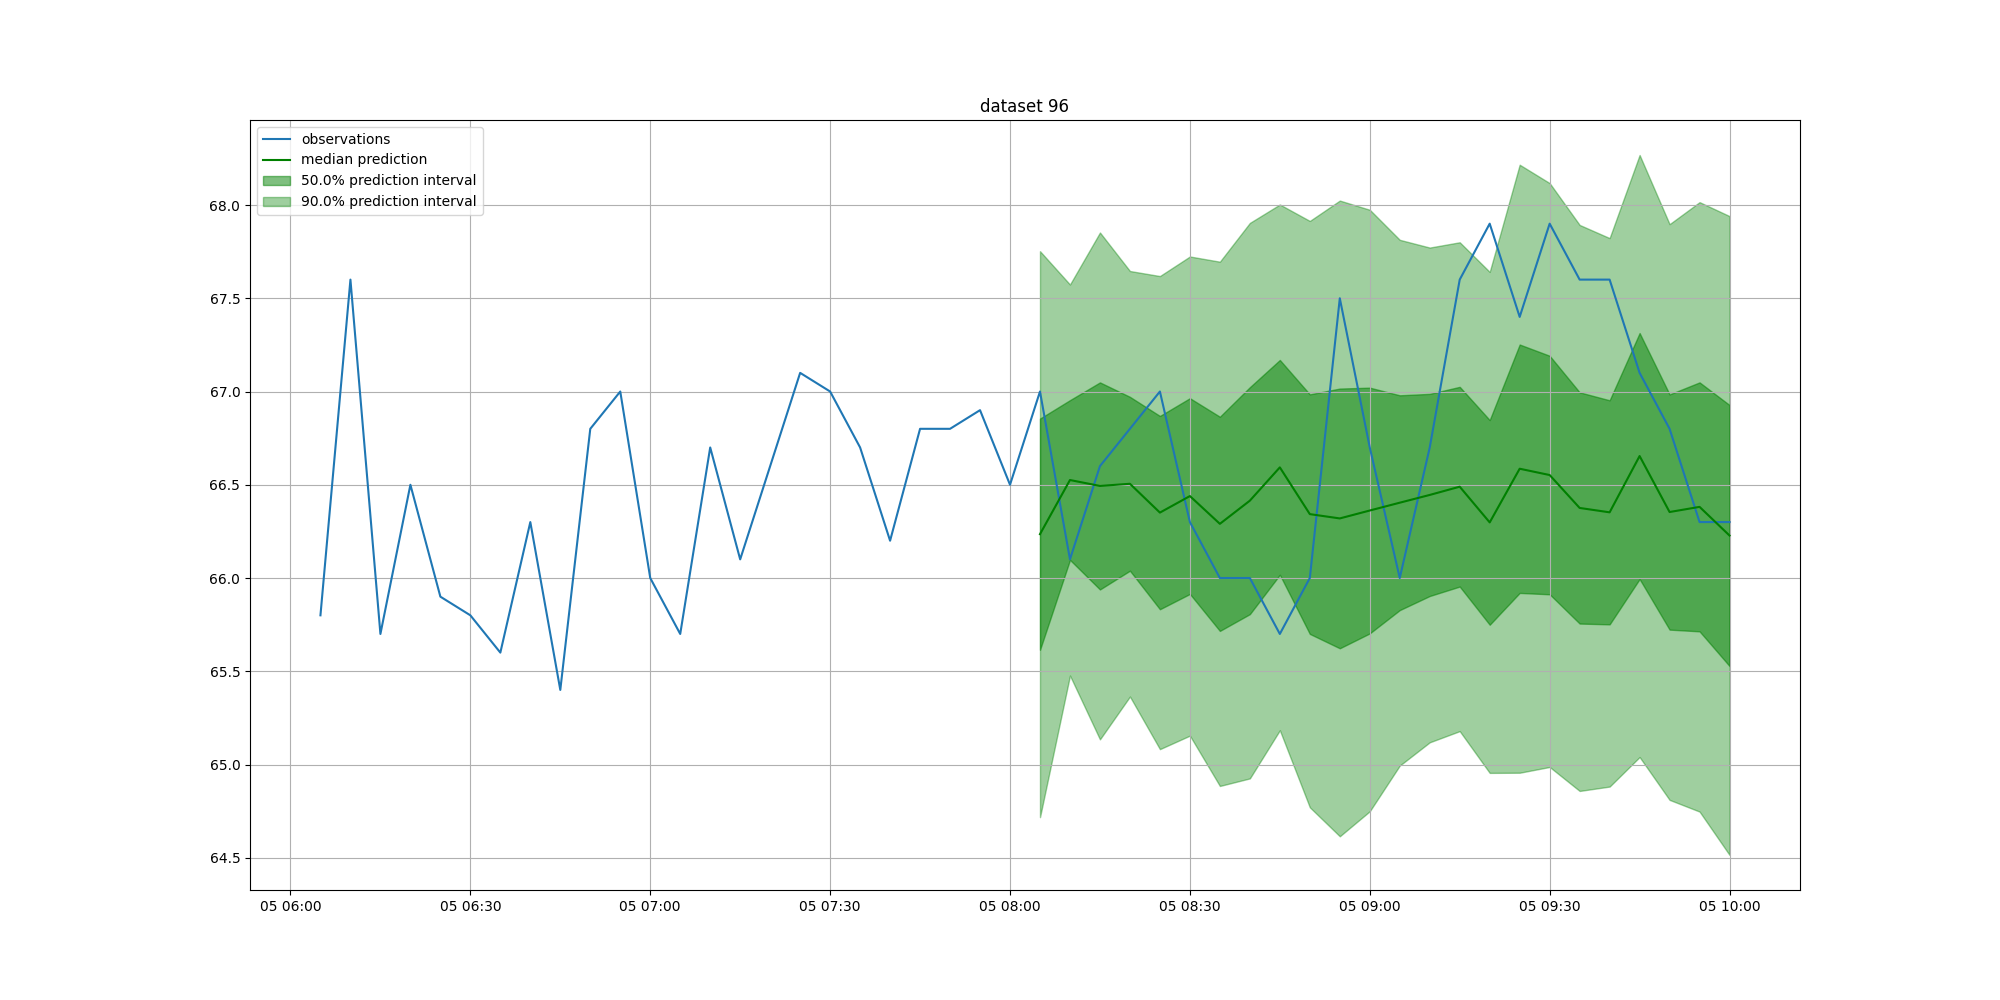 dataset 96
observations
median prediction
50.0% prediction interval
90.0% prediction interval
68.0
67.5
67.0
66.5
66.0
65.5
65.0
64.5
05 06:00 05 06:30 05 07:00 05 07:30 05 08:00 05 08:30 05 09:00 05 09:30 05 10:00